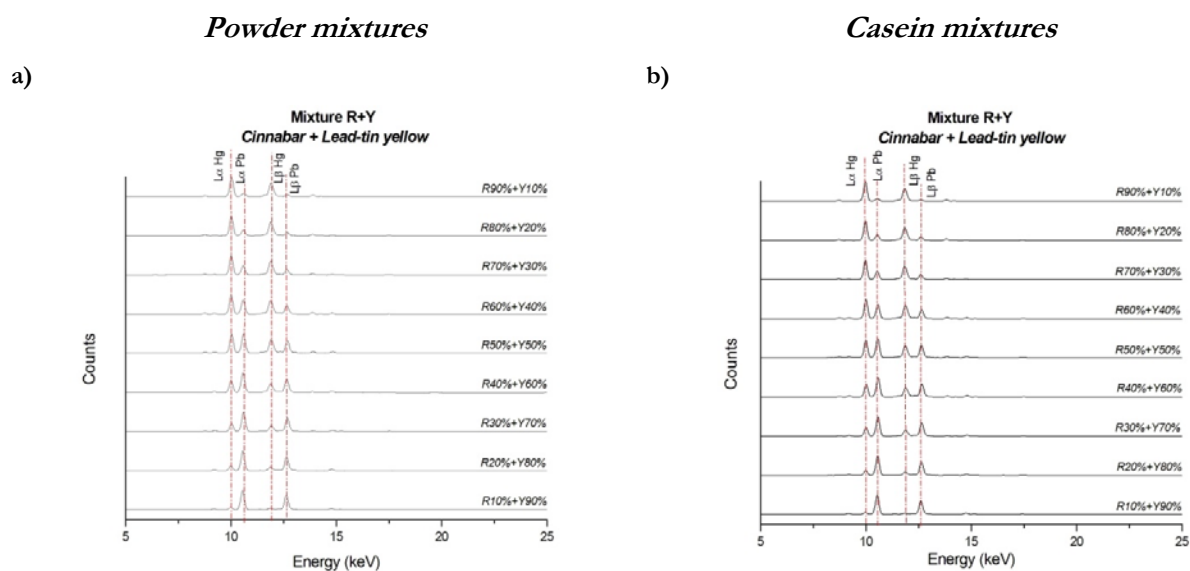 Powder mixtures
Casein mixtures
a)
Mixture R+Y
Cinnabar + Lead-tin yellow
Lα Hg
Lα Pb
Lβ Hg
Lβ Pb
R90%+Y10%
R80%+Y20%
R70%+Y30%
R60%+Y40%
R50%+Y50%
R40%+Y60%
R30%+Y70%
R20%+Y80%
R10%+Y90%
Counts
5 10 15 20 25
Energy (keV)
b)
Mixture R+Y
Cinnabar + Lead-tin yellow
Lα Hg
Lα Pb
Lβ Hg
Lβ Pb
R90%+Y10%
R80%+Y20%
R70%+Y30%
R60%+Y40%
R50%+Y50%
R40%+Y60%
R30%+Y70%
R20%+Y80%
R10%+Y90%
Counts
5 10 15 20 25
Energy (keV)